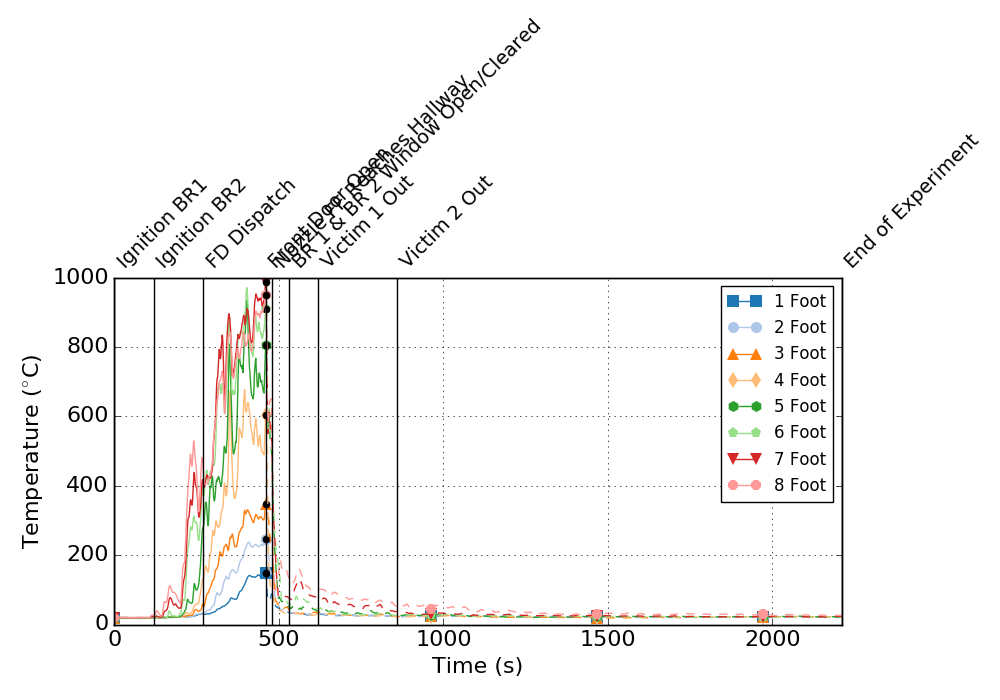 Ignition BR1
Ignition BR2
FD Dispatch
Front Door Open
Nozzle FF Reaches Hallway
BR 1 & BR 2 Window Open/Cleared
Victim 1 Out
Victim 2 Out
End of Experiment
1000
800
600
400
200
0
Temperature (°C)
0
500
1000
1500
2000
Time (s)
1 Foot
2 Foot
3 Foot
4 Foot
5 Foot
6 Foot
7 Foot
8 Foot